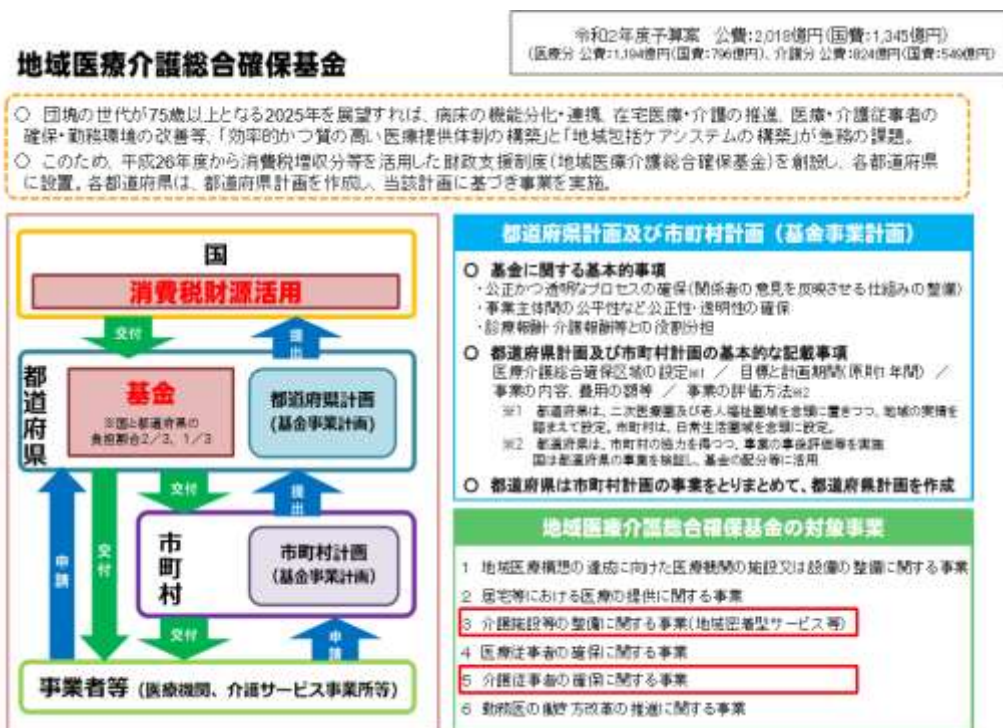 地域医療介護総合確保基金
令和2年度予算案 公費:2,018億円(国費:1,345億円)
(医療分 公費:1,194億円(国費:796億円)、介護分 公費:824億円(国費:549億円)
○ 団塊の世代が75歳以上となる2025年を展望すれば、病床の機能分化・連携、在宅医療・介護の推進、医療・介護従事者の
確保・勤務環境の改善等、「効率的かつ質の高い医療提供体制の構築」と「地域包括ケアシステムの構築」が急務の課題。
○ このため、平成26年度から消費税増収分等を活用した財政支援制度(地域医療介護総合確保基金)を創設し、各都道府県
に設置。各都道府県は、都道府県計画を作成し、当該計画に基づき事業を実施。
国
消費税財源活用
交付
提出
都道府県
基金
※国と都道府県の
負担割合2/3、1/3
都道府県計画
(基金事業計画)
交付
提出
申請
交付
市町村
市町村計画
(基金事業計画)
交付
申請
事業者等(医療機関、介護サービス事業所等)
都道府県計画及び市町村計画(基金事業計画)
○ 基金に関する基本的事項
・公正かつ透明なプロセスの確保(関係者の意見を反映させる仕組みの整備)
・事業主体間の公平性など公正性・透明性の確保
・診療報酬・介護報酬等との役割分担
○ 都道府県計画及び市町村計画の基本的な記載事項
医療介護総合確保区域の設定※1 / 目標と計画期間(原則1年間) /
事業の内容、費用の額等 / 事業の評価方法※2
※1 都道府県は、二次医療圏及び老人福祉圏域を念頭に置きつつ、地域の実情を
踏まえて設定。市町村は、日常生活圏域を念頭に設定。
※2 都道府県は、市町村の協力を得つつ、事業の事後評価等を実施
国は都道府県の事業を検証し、基金の配分等に活用
○ 都道府県は市町村計画の事業をとりまとめて、都道府県計画を作成
地域医療介護総合確保基金の対象事業
1 地域医療構想の達成に向けた医療機関の施設又は設備の整備に関する事業
2 居宅等における医療の提供に関する事業
3 介護施設等の整備に関する事業(地域密着型サービス等)
4 医療従事者の確保に関する事業
5 介護従事者の確保に関する事業
6 勤務医の働き方改革の推進に関する事業